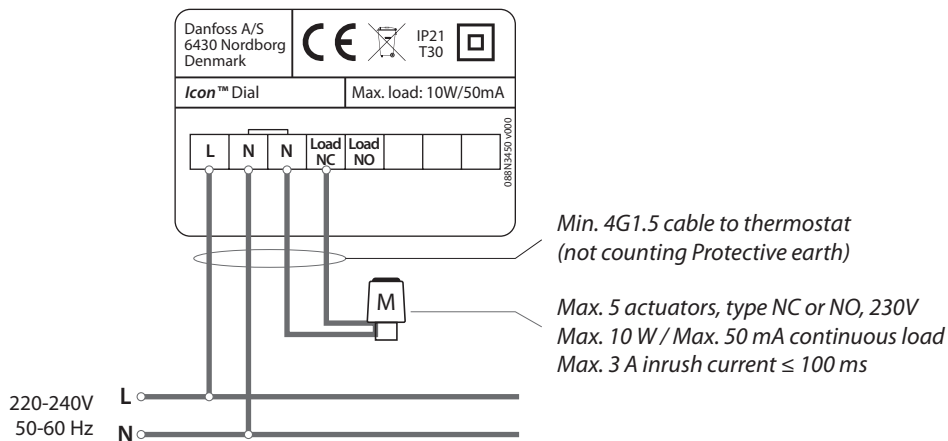 Danfoss A/S
6430 Nordborg
Denmark
CE
IP21
T30
Icon™ Dial
Max. load: 10W/50mA
L
N
N
Load NC
Load NO
088N3450 v000
Min. 4G1.5 cable to thermostat
(not counting Protective earth)
M
Max. 5 actuators, type NC or NO, 230V
Max. 10 W / Max. 50 mA continuous load
Max. 3 A inrush current ≤ 100 ms
220-240V
50-60 Hz
L
N